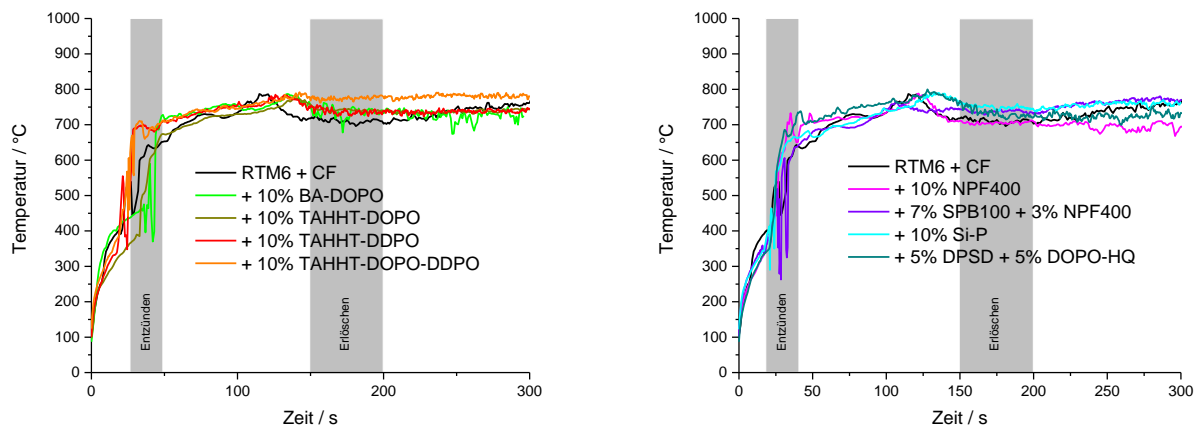 1000
900
800
700
600
500
400
300
200
100
0
Temperatur / °C
0
50
100
150
200
250
300
Zeit / s
Entzünden
Erlöschen
RTM6 + CF
+ 10% BA-DOPO
+ 10% TAHHT-DOPO
+ 10% TAHHT-DDPO
+ 10% TAHHT-DOPO-DDPO
1000
900
800
700
600
500
400
300
200
100
0
Temperatur / °C
0
50
100
150
200
250
300
Zeit / s
Entzünden
Erlöschen
RTM6 + CF
+ 10% NPF400
+ 7% SPB100 + 3% NPF400
+ 10% Si-P
+ 5% DPSD + 5% DOPO-HQ